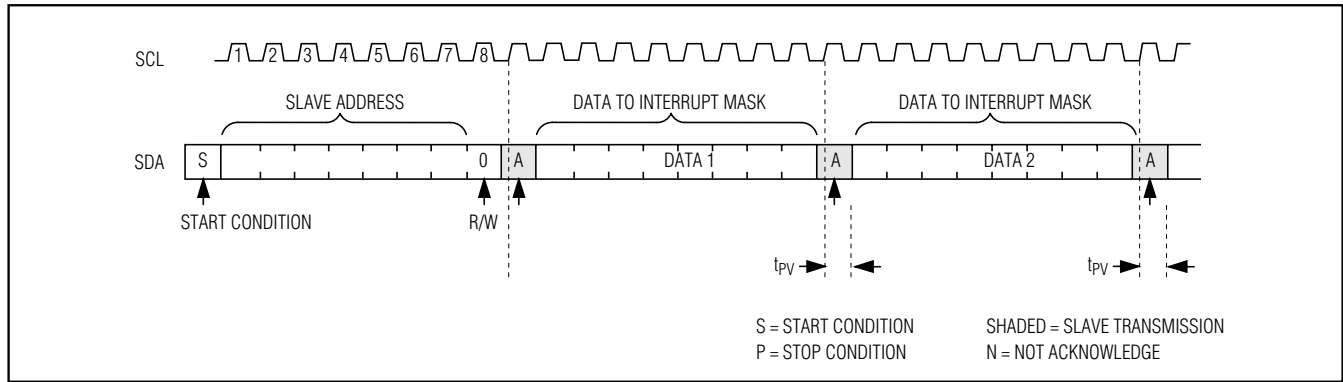 SCL 1 2 3 4 5 6 7 8
SLAVE ADDRESS DATA TO INTERRUPT MASK DATA TO INTERRUPT MASK
SDA S 0 A DATA 1 A DATA 2 A
START CONDITION R/W
tPV tPV
S = START CONDITION SHADED = SLAVE TRANSMISSION
P = STOP CONDITION N = NOT ACKNOWLEDGE